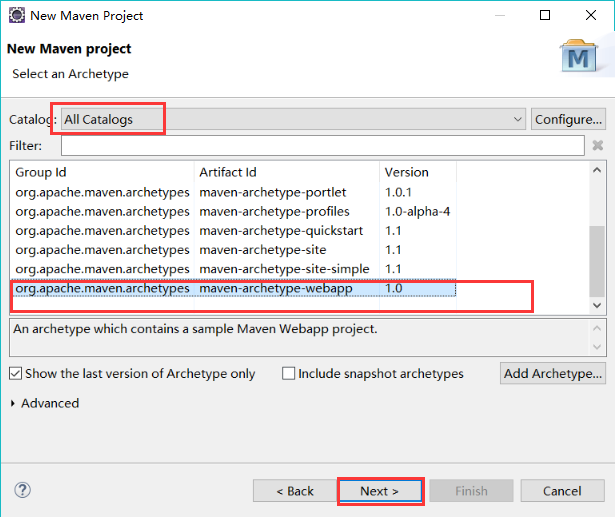 New Maven Project
New Maven project
Select an Archetype
Catalog: All Catalogs Configure...
Filter:
Group Id Artifact Id Version
org.apache.maven.archetypes maven-archetype-portlet 1.0.1
org.apache.maven.archetypes maven-archetype-profiles 1.0-alpha-4
org.apache.maven.archetypes maven-archetype-quickstart 1.1
org.apache.maven.archetypes maven-archetype-site 1.1
org.apache.maven.archetypes maven-archetype-site-simple 1.1
org.apache.maven.archetypes maven-archetype-webapp 1.0
An archetype which contains a sample Maven Webapp project.
Show the last version of Archetype only Include snapshot archetypes Add Archetype...
Advanced
? < Back Next > Finish Cancel